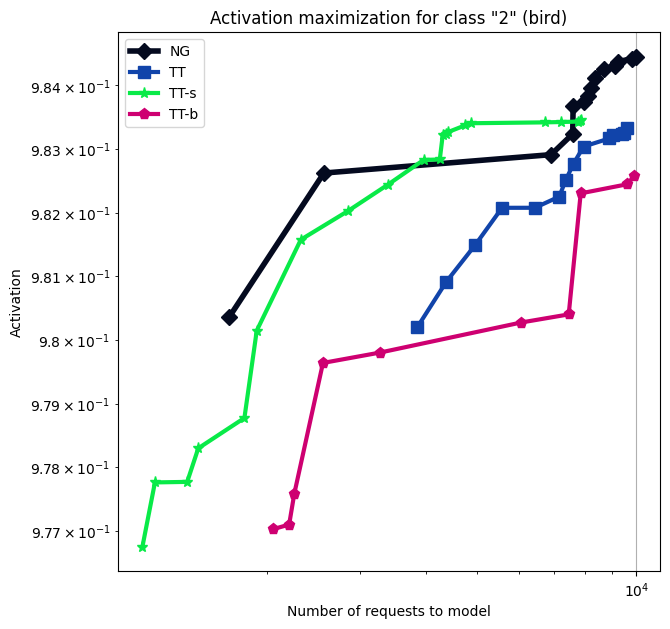 Activation maximization for class "2" (bird)
NG
TT
TT-s
TT-b
9.84 × 10⁻¹
9.83 × 10⁻¹
9.82 × 10⁻¹
9.81 × 10⁻¹
9.8 × 10⁻¹
9.79 × 10⁻¹
9.78 × 10⁻¹
9.77 × 10⁻¹
Activation
10⁴
Number of requests to model